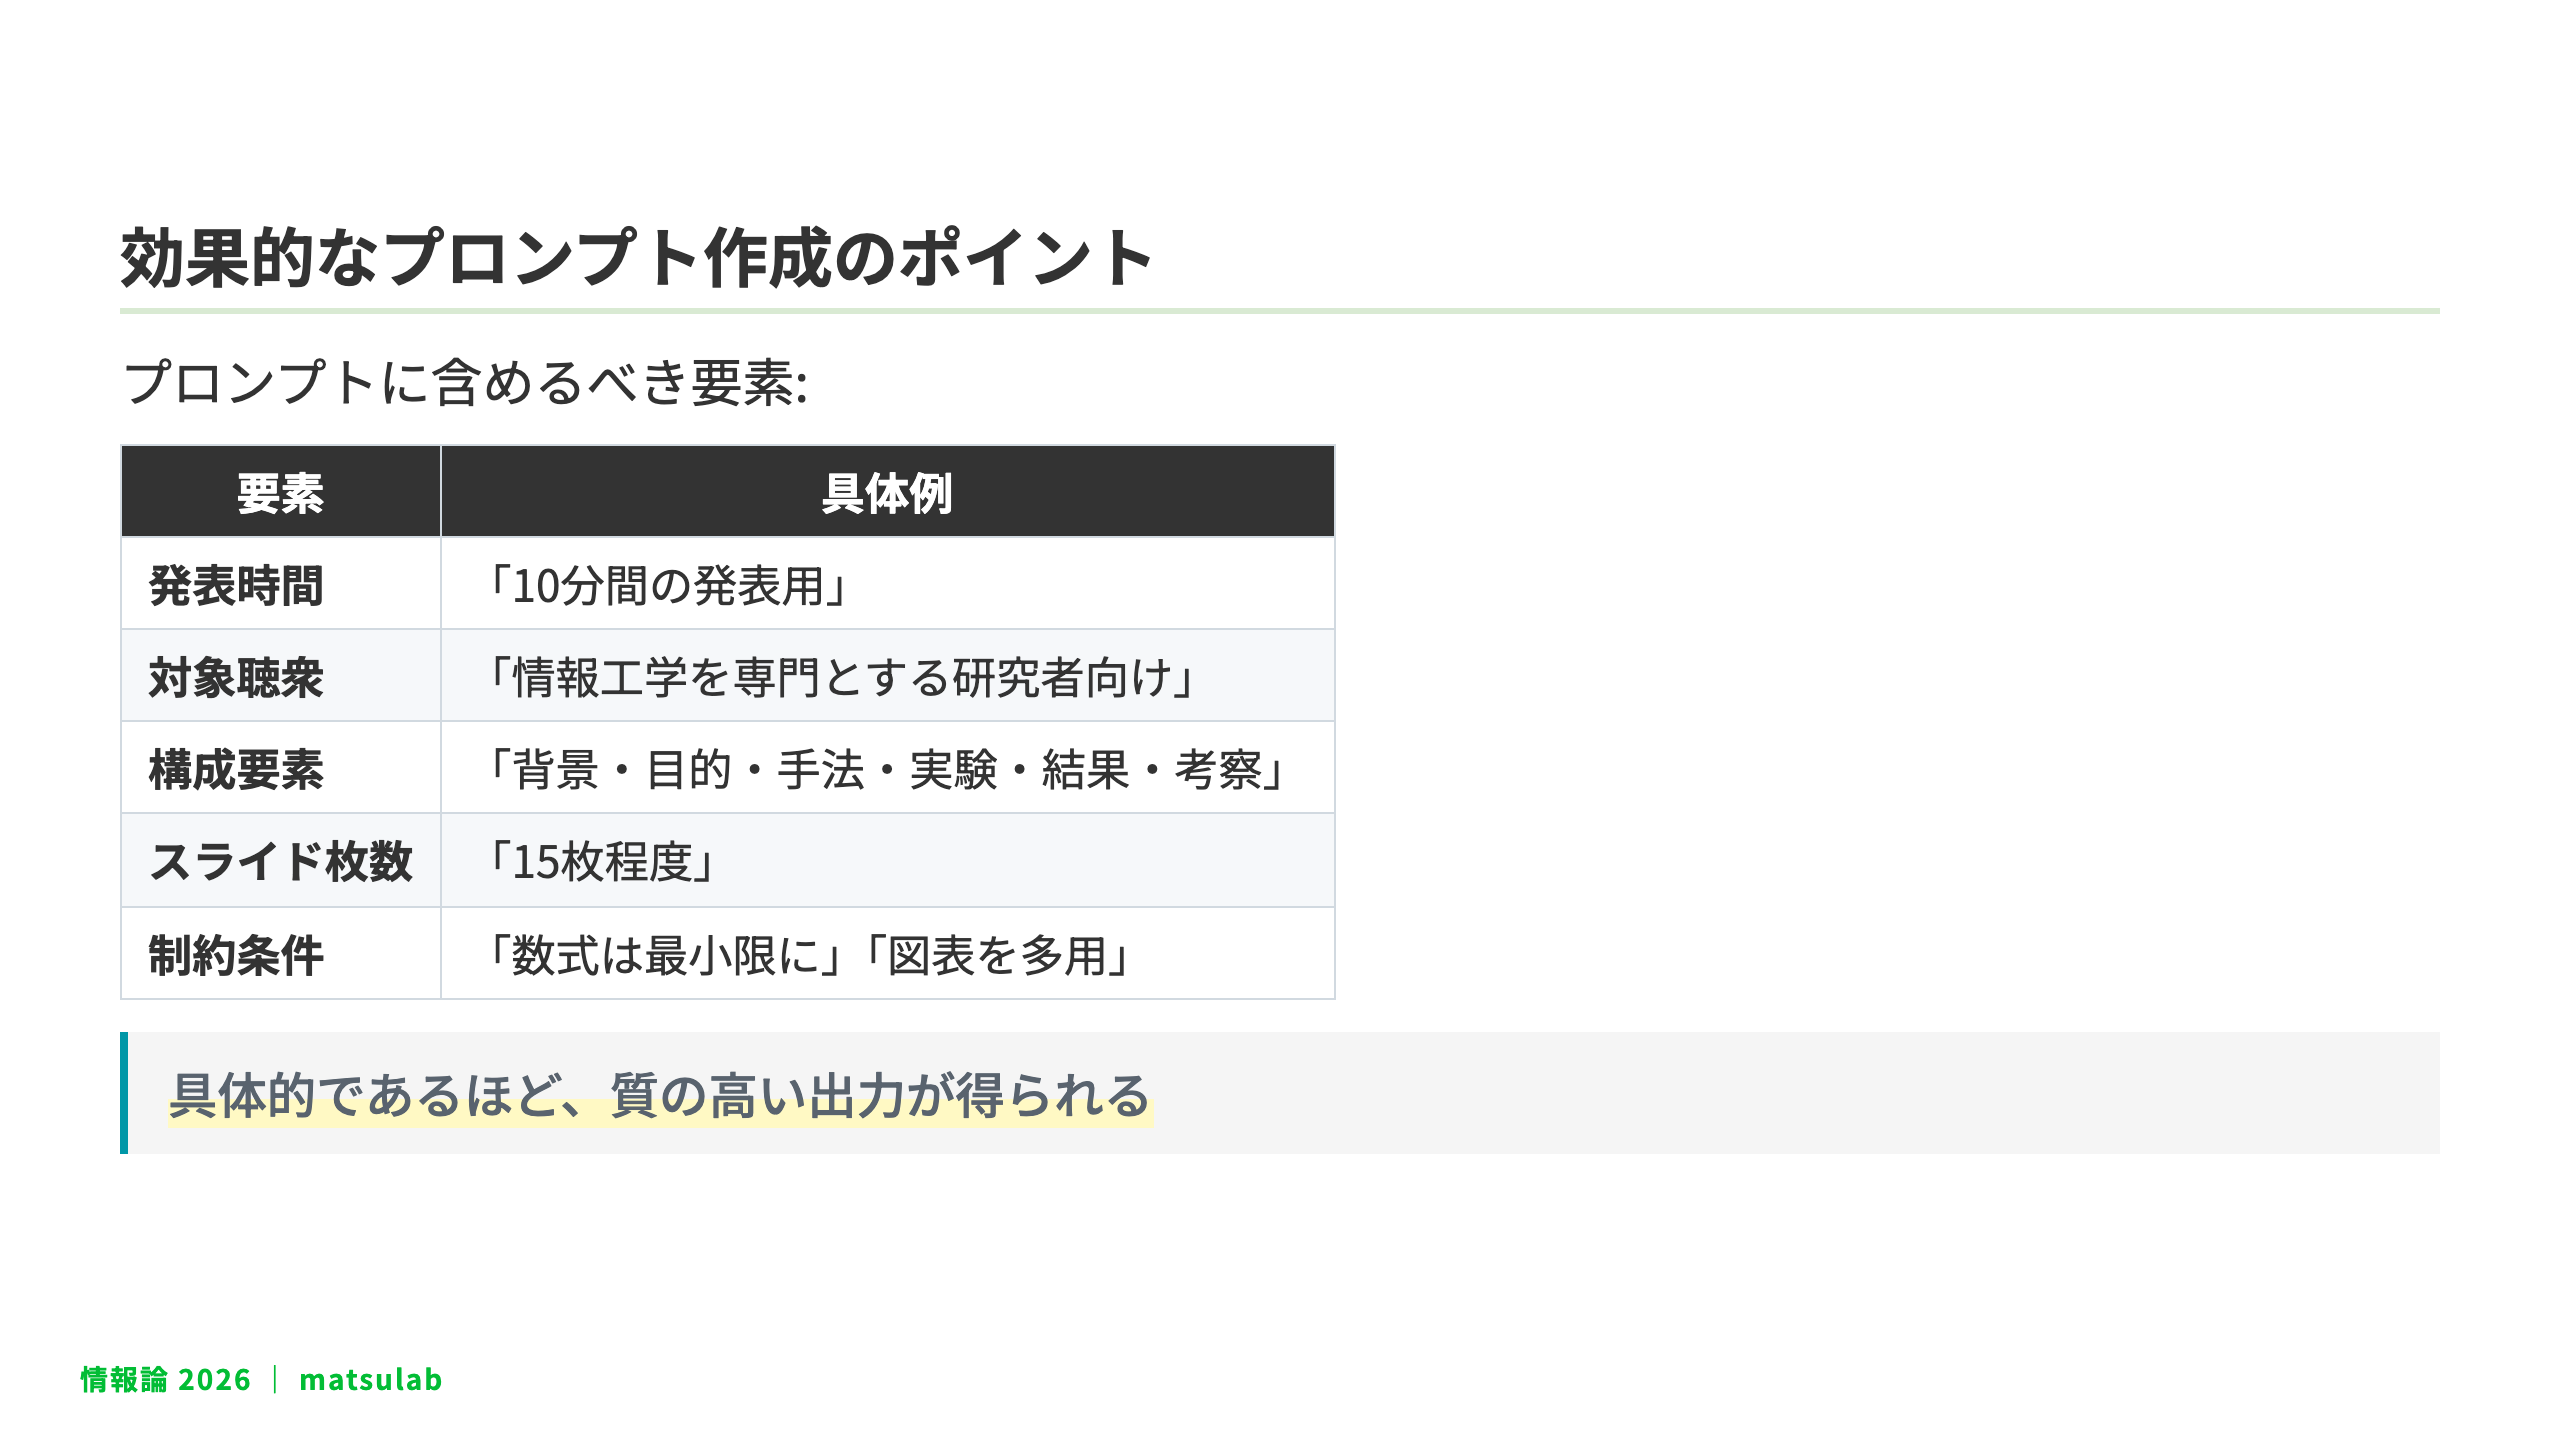 効果的なプロンプト作成のポイント
プロンプトに含めるべき要素:
要素 具体例
発表時間 「10分間の発表用」
対象聴衆 「情報工学を専門とする研究者向け」
構成要素 「背景・目的・手法・実験・結果・考察」
スライド枚数 「15枚程度」
制約条件 「数式は最小限に」「図表を多用」
具体的であるほど、質の高い出力が得られる
情報論 2026 | matsulab